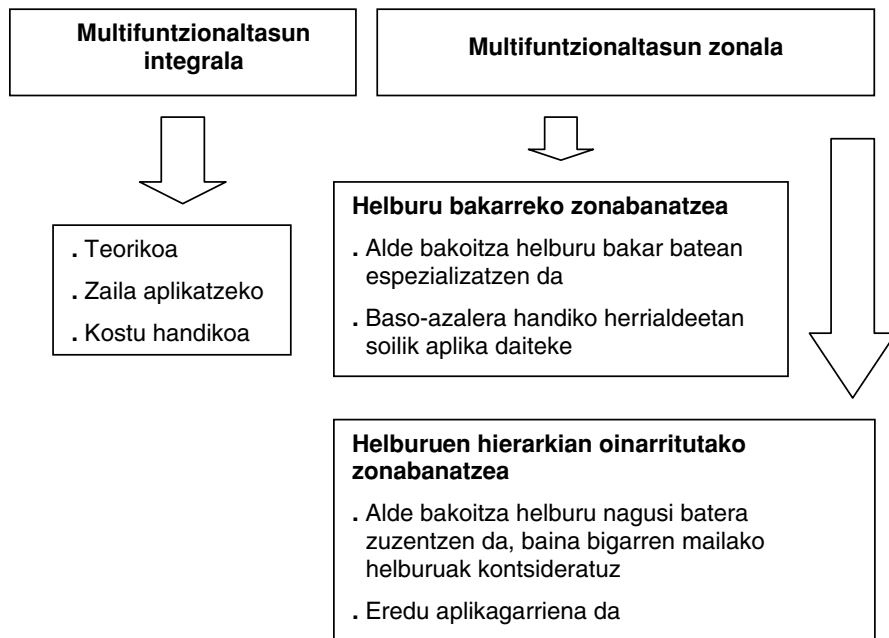 Multifuntzionaltasun
integrala
Multifuntzionaltasun zonala
. Teorikoa
. Zaila aplikatzeko
. Kostu handikoa
Helburu bakarreko zonabanatzea
. Alde bakoitza helburu bakar batean
espezializatzen da
. Baso-azalera handiko herrialdeetan
soilik aplika daiteke
Helburuen hierarkian oinarritutako
zonabanatzea
. Alde bakoitza helburu nagusi batera
zuzentzen da, baina bigarren mailako
helburuak kontsideratuz
. Eredu aplikagarriena da